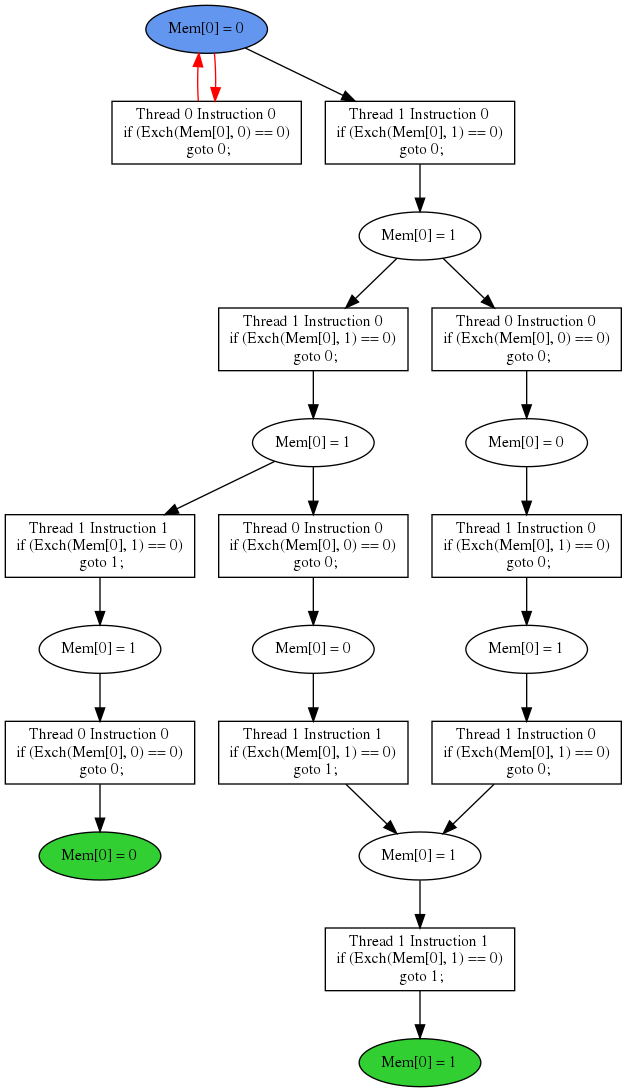 Mem[0] = 0
Thread 0 Instruction 0
if (Exch(Mem[0], 0) == 0)
goto 0;
Thread 1 Instruction 0
if (Exch(Mem[0], 1) == 0)
goto 0;
Mem[0] = 1
Thread 1 Instruction 0
if (Exch(Mem[0], 1) == 0)
goto 0;
Thread 0 Instruction 0
if (Exch(Mem[0], 0) == 0)
goto 0;
Mem[0] = 1
Mem[0] = 0
Thread 1 Instruction 1
if (Exch(Mem[0], 1) == 0)
goto 1;
Thread 0 Instruction 0
if (Exch(Mem[0], 0) == 0)
goto 0;
Thread 1 Instruction 0
if (Exch(Mem[0], 1) == 0)
goto 0;
Mem[0] = 1
Mem[0] = 0
Mem[0] = 1
Thread 0 Instruction 0
if (Exch(Mem[0], 0) == 0)
goto 0;
Thread 1 Instruction 1
if (Exch(Mem[0], 1) == 0)
goto 1;
Thread 1 Instruction 0
if (Exch(Mem[0], 1) == 0)
goto 0;
Mem[0] = 0
Mem[0] = 1
Thread 1 Instruction 1
if (Exch(Mem[0], 1) == 0)
goto 1;
Mem[0] = 1